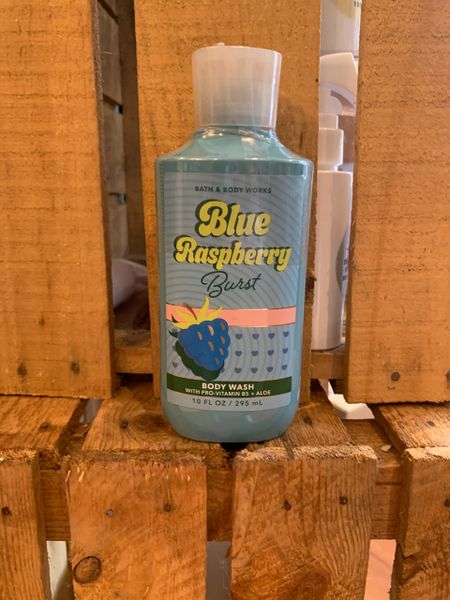 BATH & BODY WORKS
Blue
Raspberry
Burst
BODY WASH
WITH PRO-VITAMIN B5 + ALOE
10 FL OZ / 295 mL